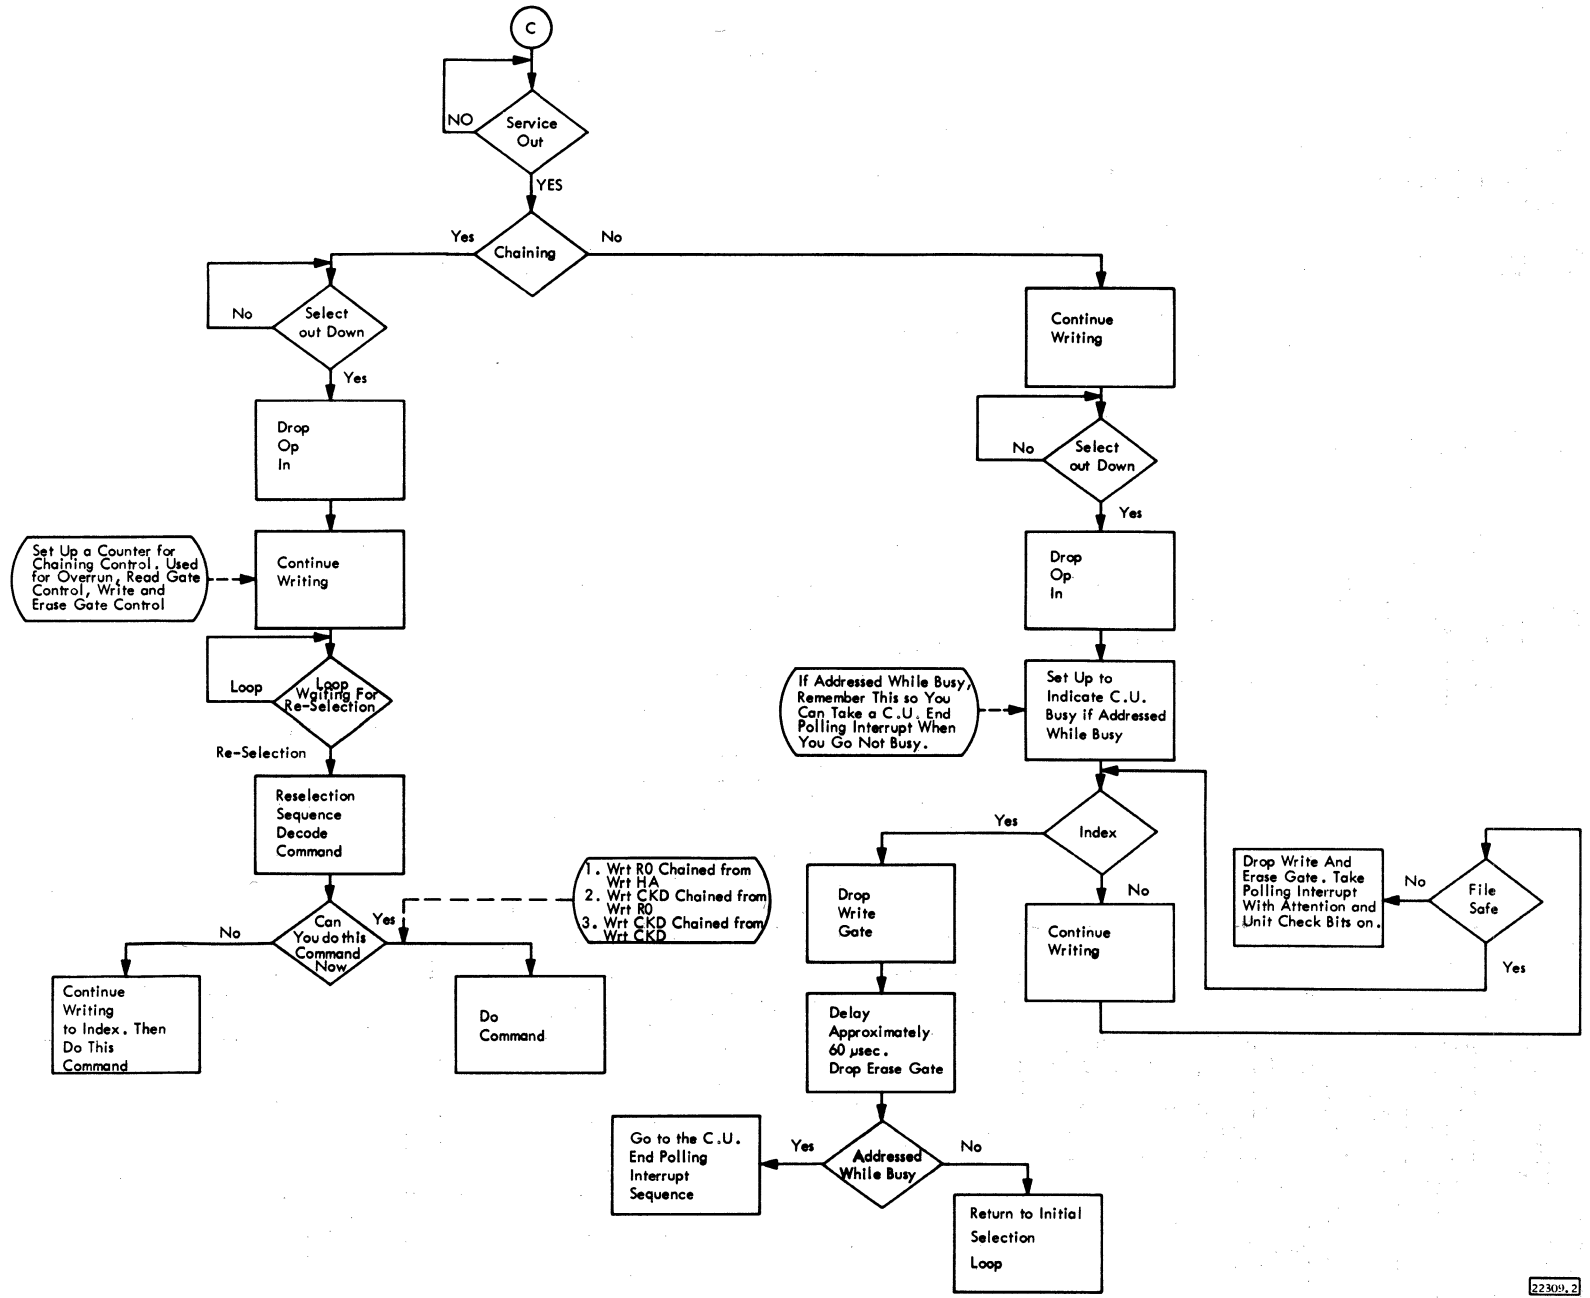 C
NO
Service
Out
YES
Yes
Chaining
No
No
Select
out Down
Yes
Drop
Op
In
Set Up a Counter for
Chaining Control. Used
for Overrun, Read Gate
Control, Write and
Erase Gate Control
Continue
Writing
Loop
Loop
Waiting For
Re-Selection
Re-Selection
Reselection
Sequence
Decode
Command
No
Can
You do this
Command
Now
Yes
1. Wrt R0 Chained from
Wrt HA
2. Wrt CKD Chained from
Wrt R0
3. Wrt CKD Chained from
Wrt CKD
Continue
Writing
to Index. Then
Do This
Command
Do
Command
Continue
Writing
No
Select
out Down
Yes
Drop
Op
In
If Addressed While Busy,
Remember This so You
Can Take a C.U. End
Polling Interrupt When
You Go Not Busy.
Set Up to
Indicate C.U.
Busy if Addressed
While Busy
Yes
Index
No
Drop
Write
Gate
Continue
Writing
Drop Write And
Erase Gate. Take
Polling Interrupt
With Attention and
Unit Check Bits on.
No
File
Safe
Yes
Delay
Approximately
60 µsec.
Drop Erase Gate
Go to the C.U.
End Polling
Interrupt
Sequence
Yes
Addressed
While Busy
No
Return to Initial
Selection
Loop
22309.2